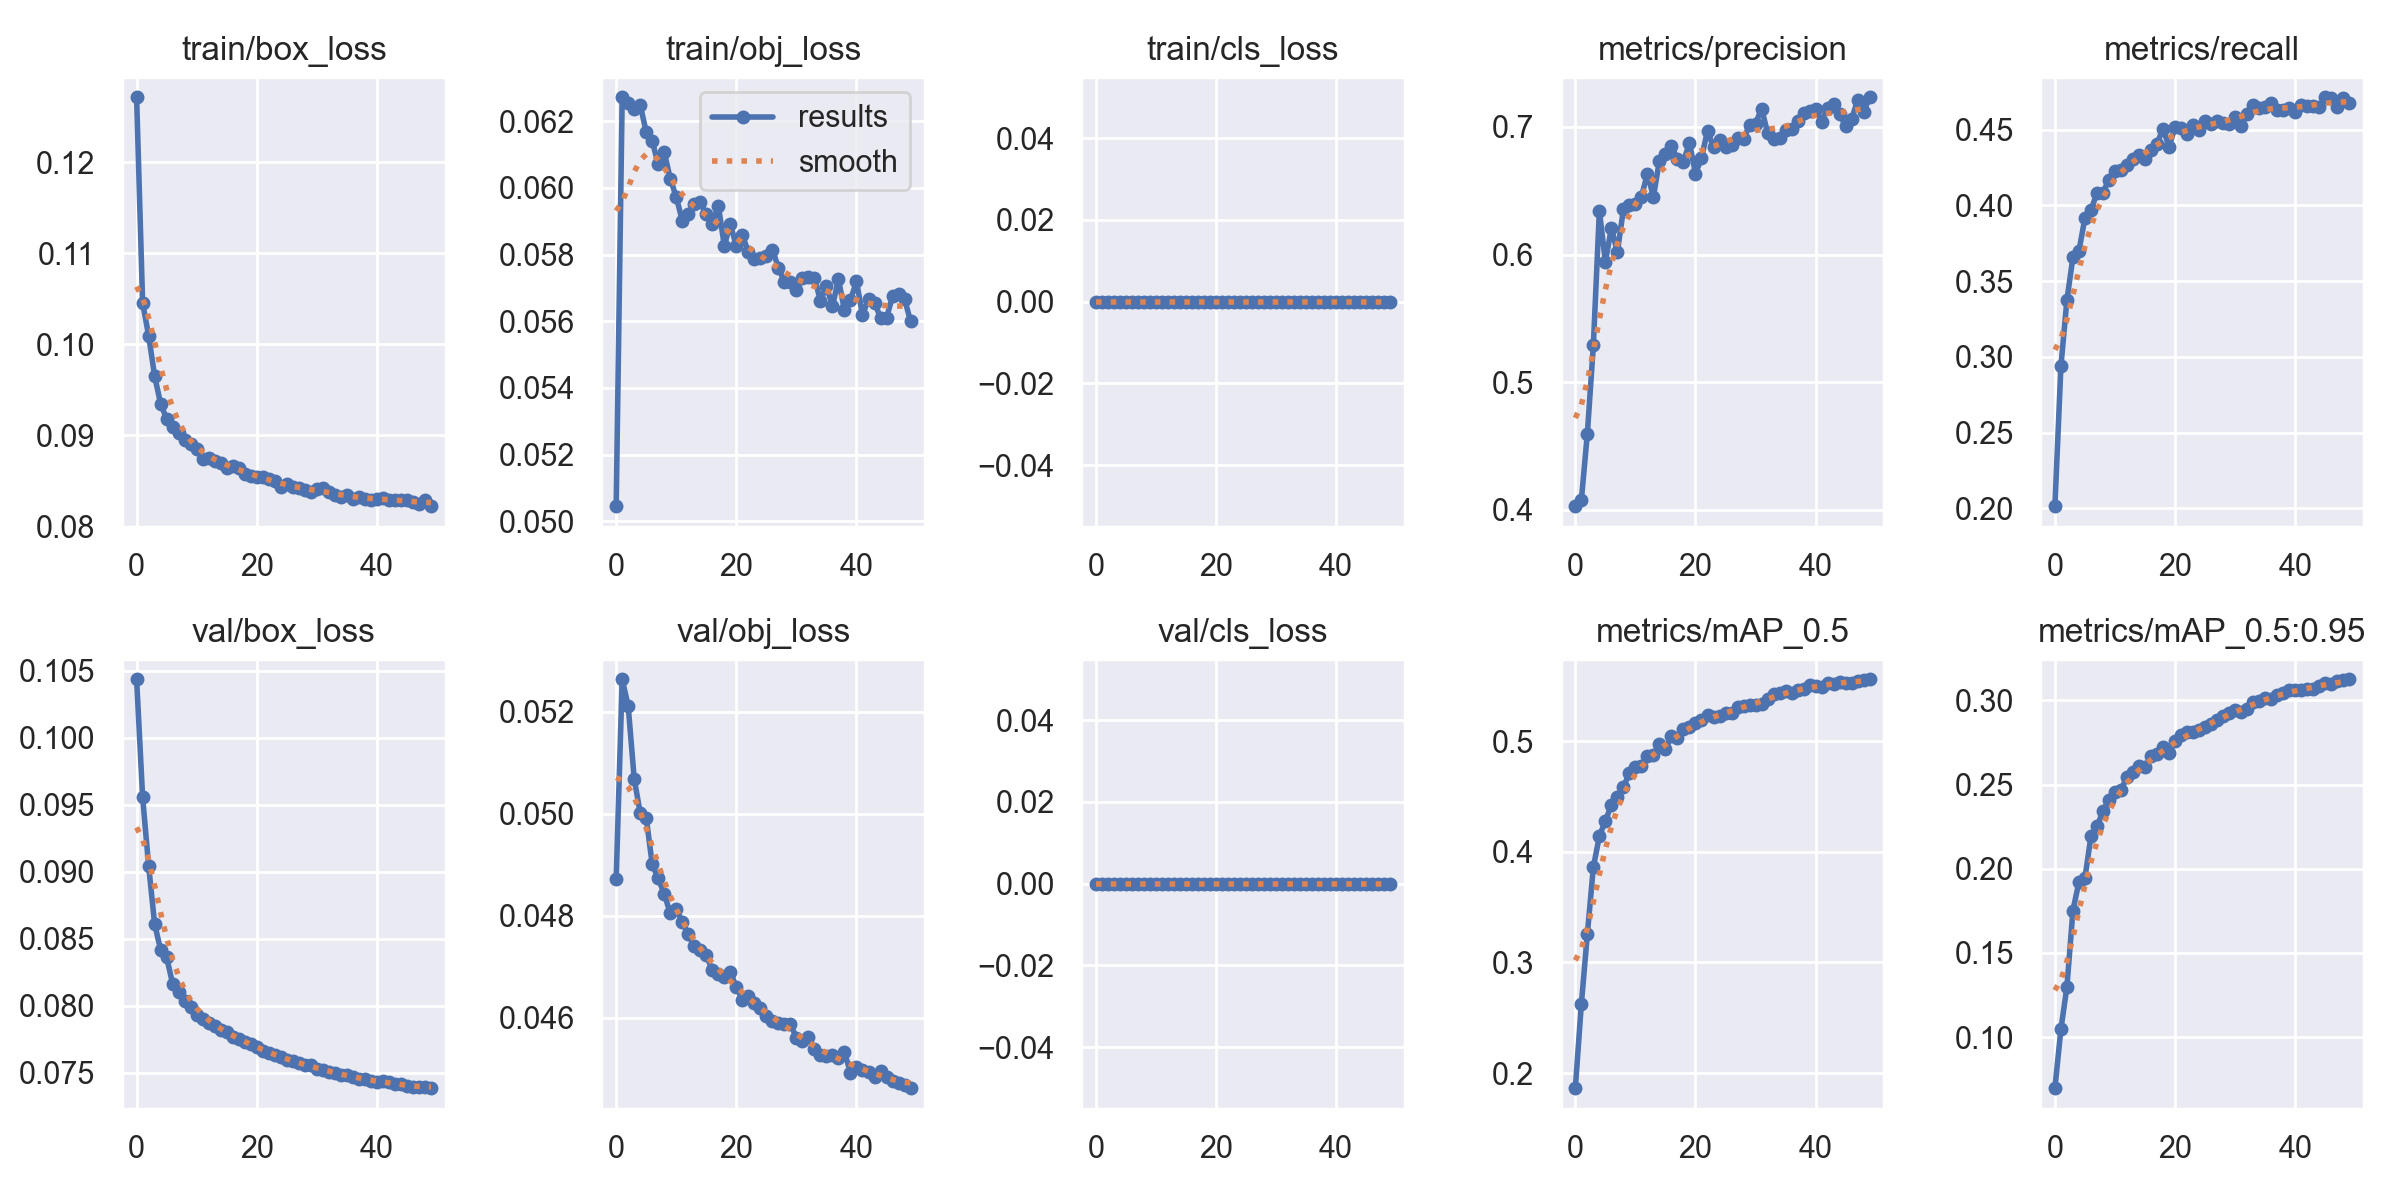 train/box_loss
0.12
0.11
0.10
0.09
0.08
0 20 40
train/obj_loss
results
smooth
0.062
0.060
0.058
0.056
0.054
0.052
0.050
0 20 40
train/cls_loss
0.04
0.02
0.00
−0.02
−0.04
0 20 40
metrics/precision
0.7
0.6
0.5
0.4
0 20 40
metrics/recall
0.45
0.40
0.35
0.30
0.25
0.20
0 20 40
val/box_loss
0.105
0.100
0.095
0.090
0.085
0.080
0.075
0 20 40
val/obj_loss
0.052
0.050
0.048
0.046
0 20 40
val/cls_loss
0.04
0.02
0.00
−0.02
−0.04
0 20 40
metrics/mAP_0.5
0.5
0.4
0.3
0.2
0 20 40
metrics/mAP_0.5:0.95
0.30
0.25
0.20
0.15
0.10
0 20 40